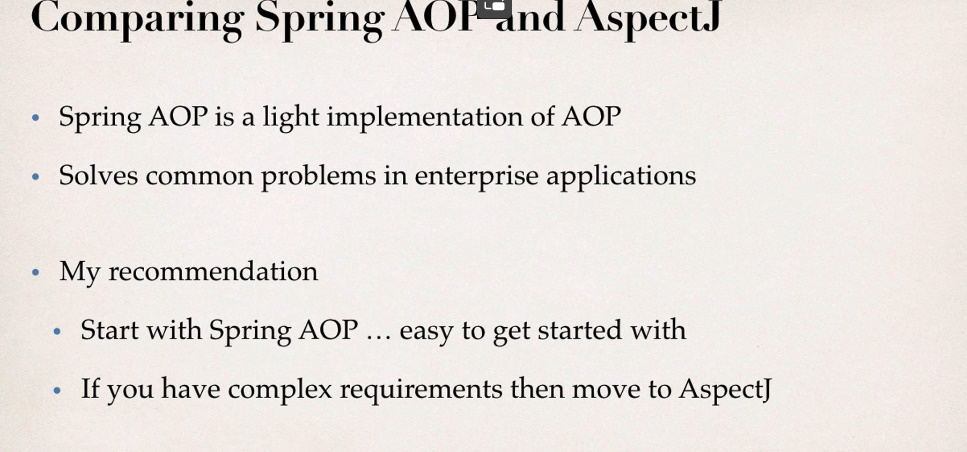 Comparing Spring AOP and AspectJ
• Spring AOP is a light implementation of AOP
• Solves common problems in enterprise applications
• My recommendation
• Start with Spring AOP … easy to get started with
• If you have complex requirements then move to AspectJ